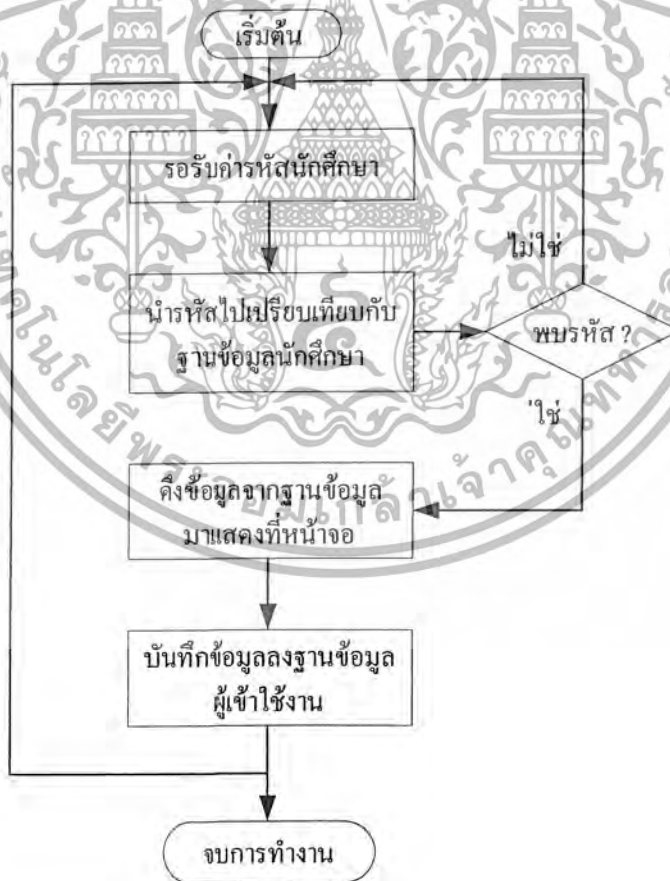 เริ่มต้น
รอรับค่ารหัสนักศึกษา
นำรหัสไปเปรียบเทียบกับ
ฐานข้อมูลนักศึกษา
ไม่ใช่
พบรหัส ?
ใช่
ดึงข้อมูลจากฐานข้อมูล
มาแสดงที่หน้าจอ
บันทึกข้อมูลลงฐานข้อมูล
ผู้เข้าใช้งาน
จบการทำงาน